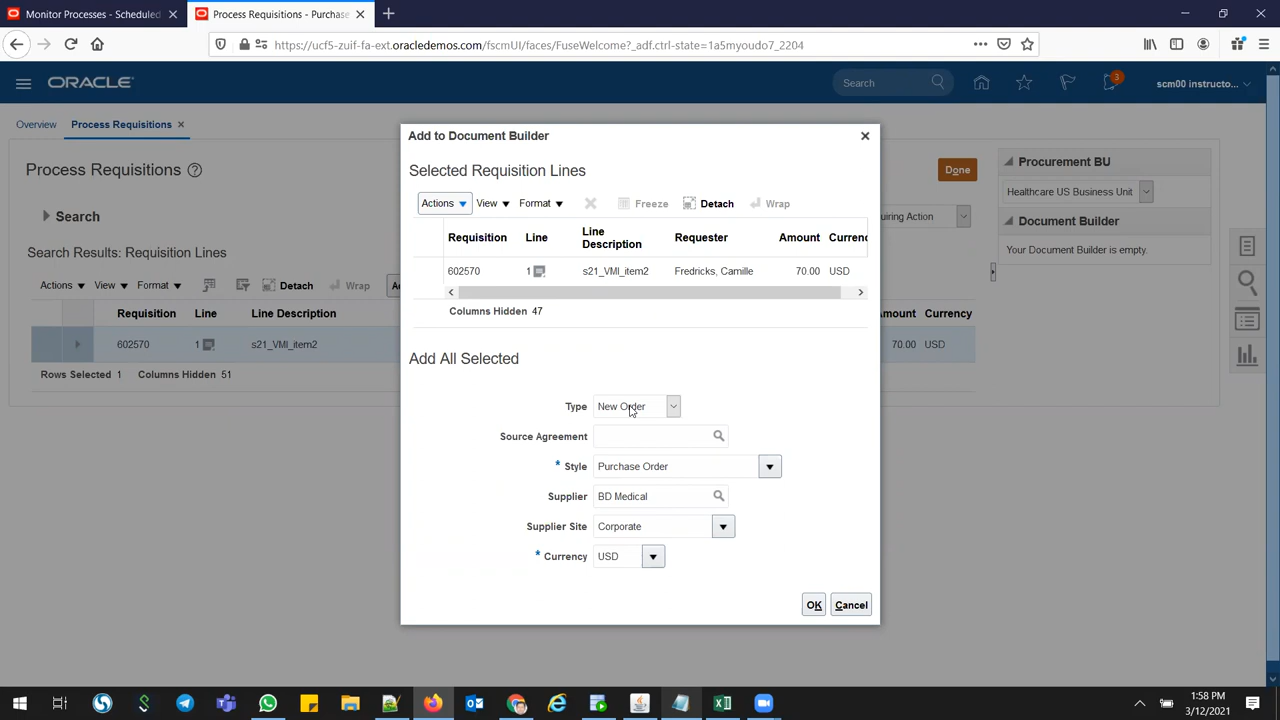 Monitor Processes - Scheduled
Process Requisitions - Purchase
https://ucf5-zuif-fa-ext.oracledemos.com/fscmUI/faces/FuseWelcome?_adf.ctrl-state=1a5myoudo7_2204
ORACLE
Search
3
scm00 instructo...
Overview
Process Requisitions
Process Requisitions
Search
Search Results: Requisition Lines
Actions View Format Detach Wrap
Requisition Line Line Description
602570 1 s21_VMI_item2
Rows Selected 1 Columns Hidden 51
Add to Document Builder
Selected Requisition Lines
Actions View Format Freeze Detach Wrap
Requisition Line Line Description Requester Amount
602570 1 s21_VMI_item2 Fredricks, Camille 70.00 USD
Columns Hidden 47
Add All Selected
Type New Order
Source Agreement
* Style Purchase Order
Supplier BD Medical
Supplier Site Corporate
* Currency USD
OK Cancel
Done
Action
Currency
70.00 USD
Procurement BU
Healthcare US Business Unit
Document Builder
Your Document Builder is empty.
1:58 PM
3/12/2021